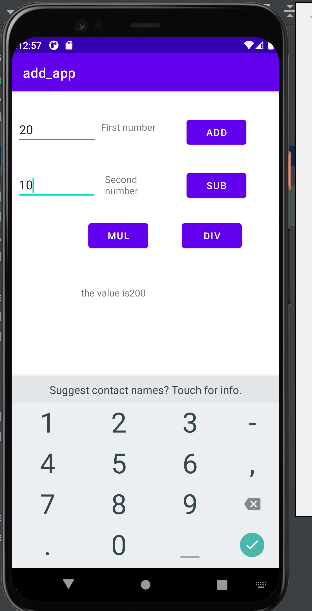 12:57
add_app
20 First number ADD
10 Second number SUB
MUL DIV
the value is200
Suggest contact names? Touch for info.
1 2 3 -
4 5 6 ,
7 8 9
. 0